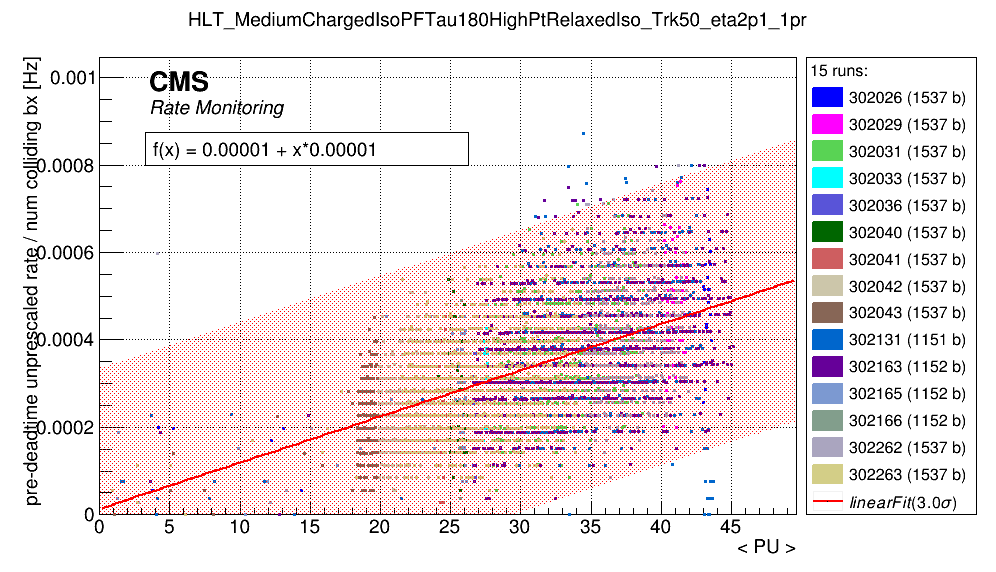 HLT_MediumChargedIsoPFTau180HighPtRelaxedIso_Trk50_eta2p1_1pr
pre-deadtime unprescaled rate / num colliding bx [Hz]
0.001
0.0008
0.0006
0.0004
0.0002
0
CMS
Rate Monitoring
f(x) = 0.00001 + x*0.00001
0 5 10 15 20 25 30 35 40 45
< PU >
15 runs:
302026 (1537 b)
302029 (1537 b)
302031 (1537 b)
302033 (1537 b)
302036 (1537 b)
302040 (1537 b)
302041 (1537 b)
302042 (1537 b)
302043 (1537 b)
302131 (1151 b)
302163 (1152 b)
302165 (1152 b)
302166 (1152 b)
302262 (1537 b)
302263 (1537 b)
linearFit(3.0σ)